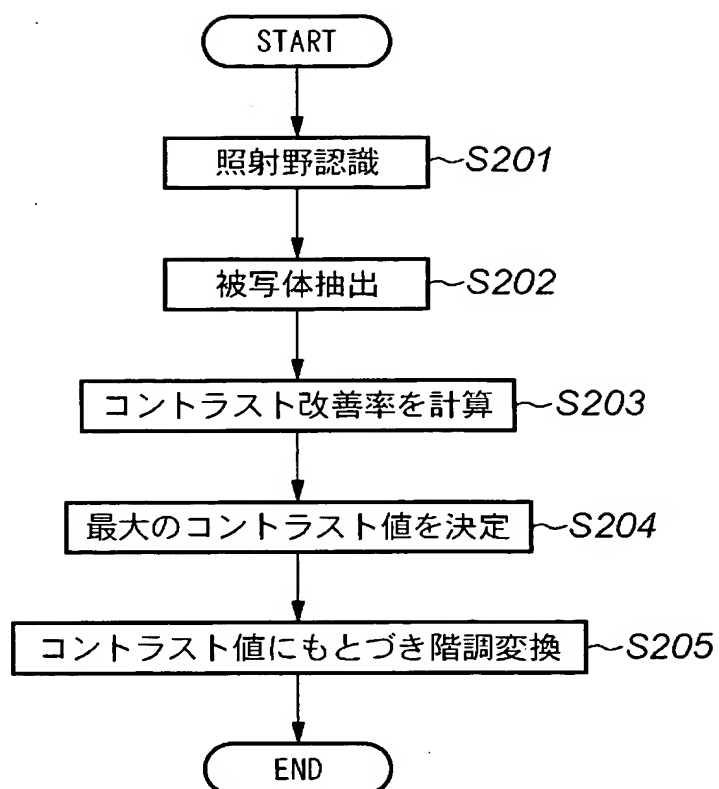 START
照射野認識 S201
被写体抽出 S202
コントラスト改善率を計算 S203
最大のコントラスト値を決定 S204
コントラスト値にもとづき階調変換 S205
END